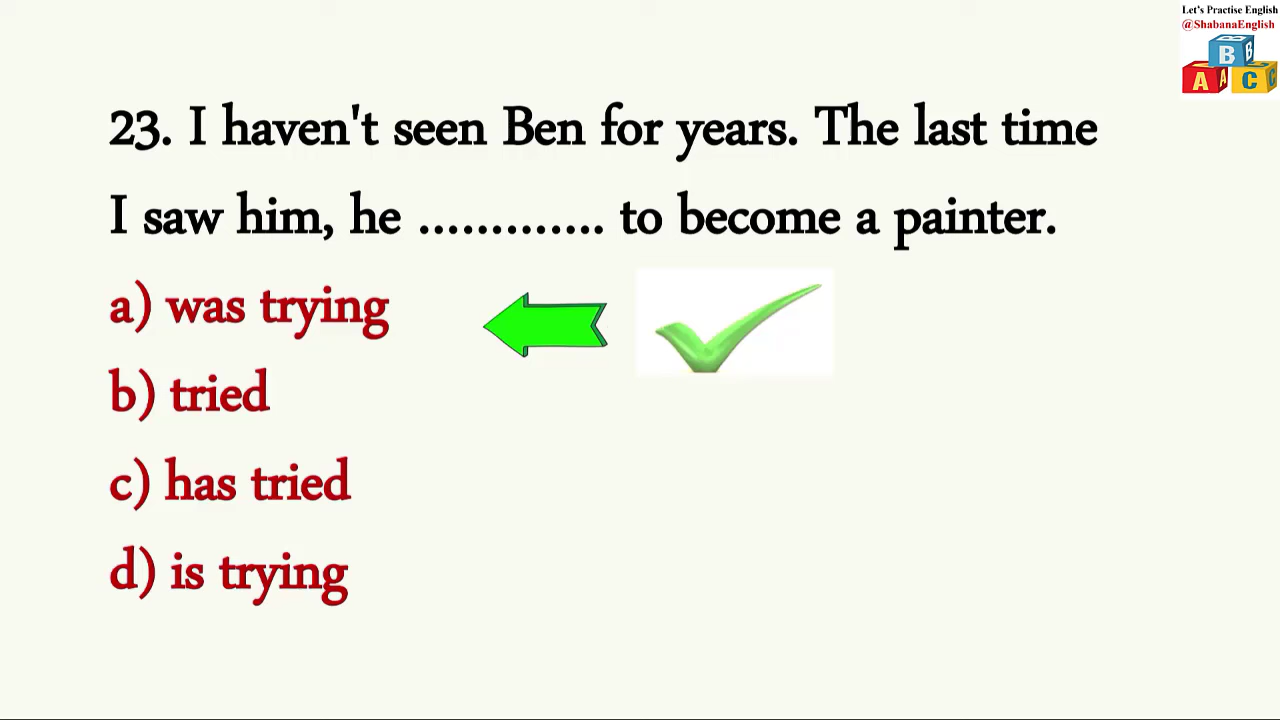 Let's Practise English
@ShabanaEnglish
B
B
A
A
C
C
23. I haven't seen Ben for years. The last time
I saw him, he ............. to become a painter.
a) was trying
b) tried
c) has tried
d) is trying